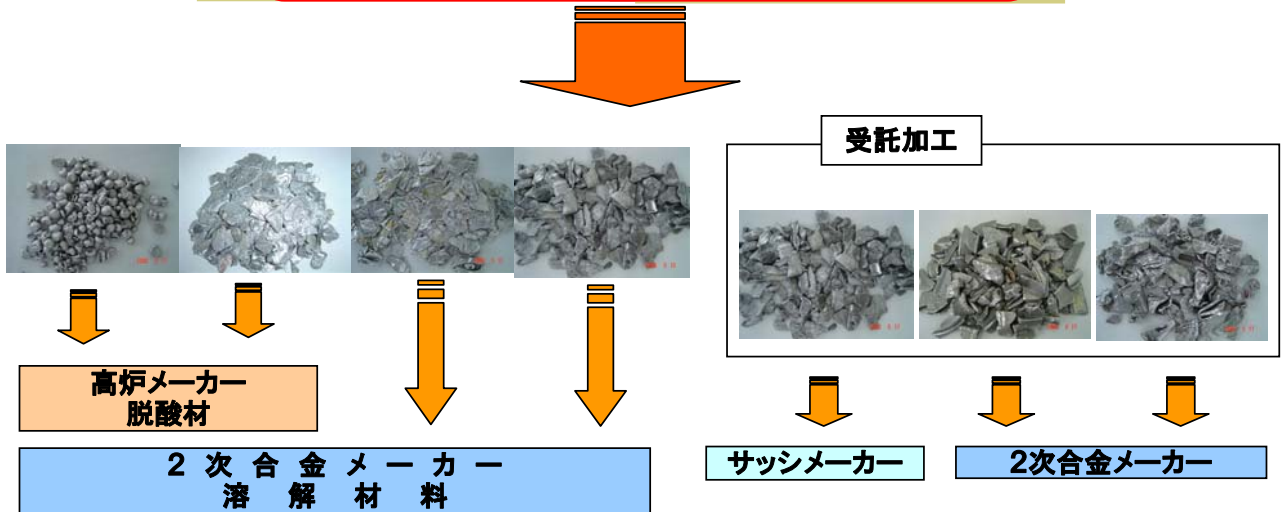 受託加工
高炉メーカー
脱酸材
２次合金メーカー
溶解材料
サッシメーカー
2次合金メーカー